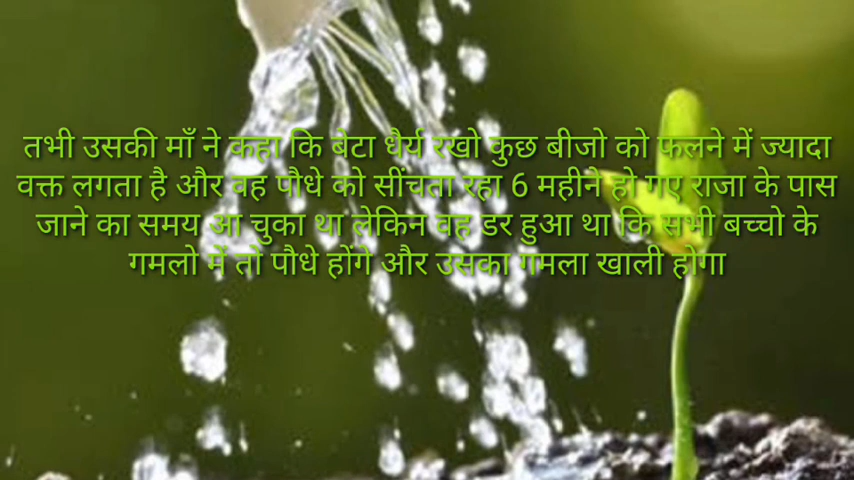 तभी उसकी माँ ने कहा कि बेटा धैर्य रखो कुछ बीजो को फलने में ज्यादा
वक्त लगता है और वह पौधे को सींचता रहा 6 महीने हो गए राजा के पास
जाने का समय आ चुका था लेकिन वह डर हुआ था कि सभी बच्चो के
गमलो में तो पौधे होंगे और उसका गमला खाली होगा